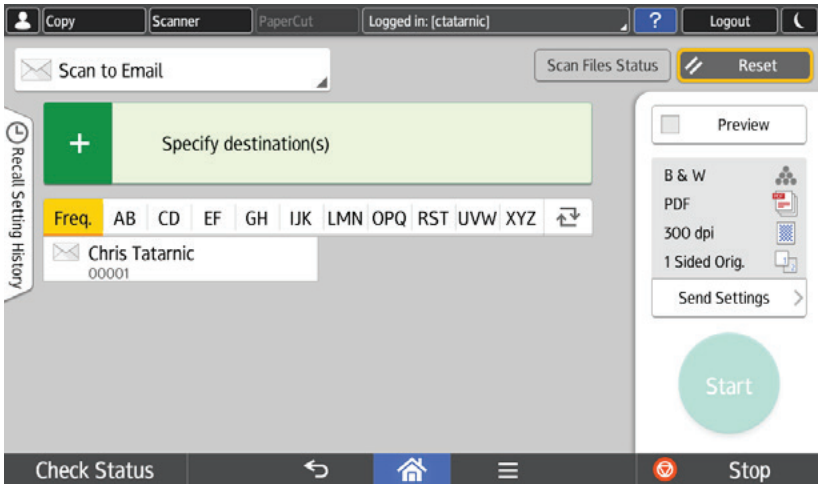 Copy Scanner PaperCut Logged in: [ctatarnic] ? Logout
Scan to Email Scan Files Status Reset
Recall Setting History
+ Specify destination(s)
Preview
Freq. AB CD EF GH IJK LMN OPQ RST UVW XYZ
Chris Tatarnic
00001
B & W
PDF
300 dpi
1 Sided Orig.
Send Settings >
Start
Check Status Stop